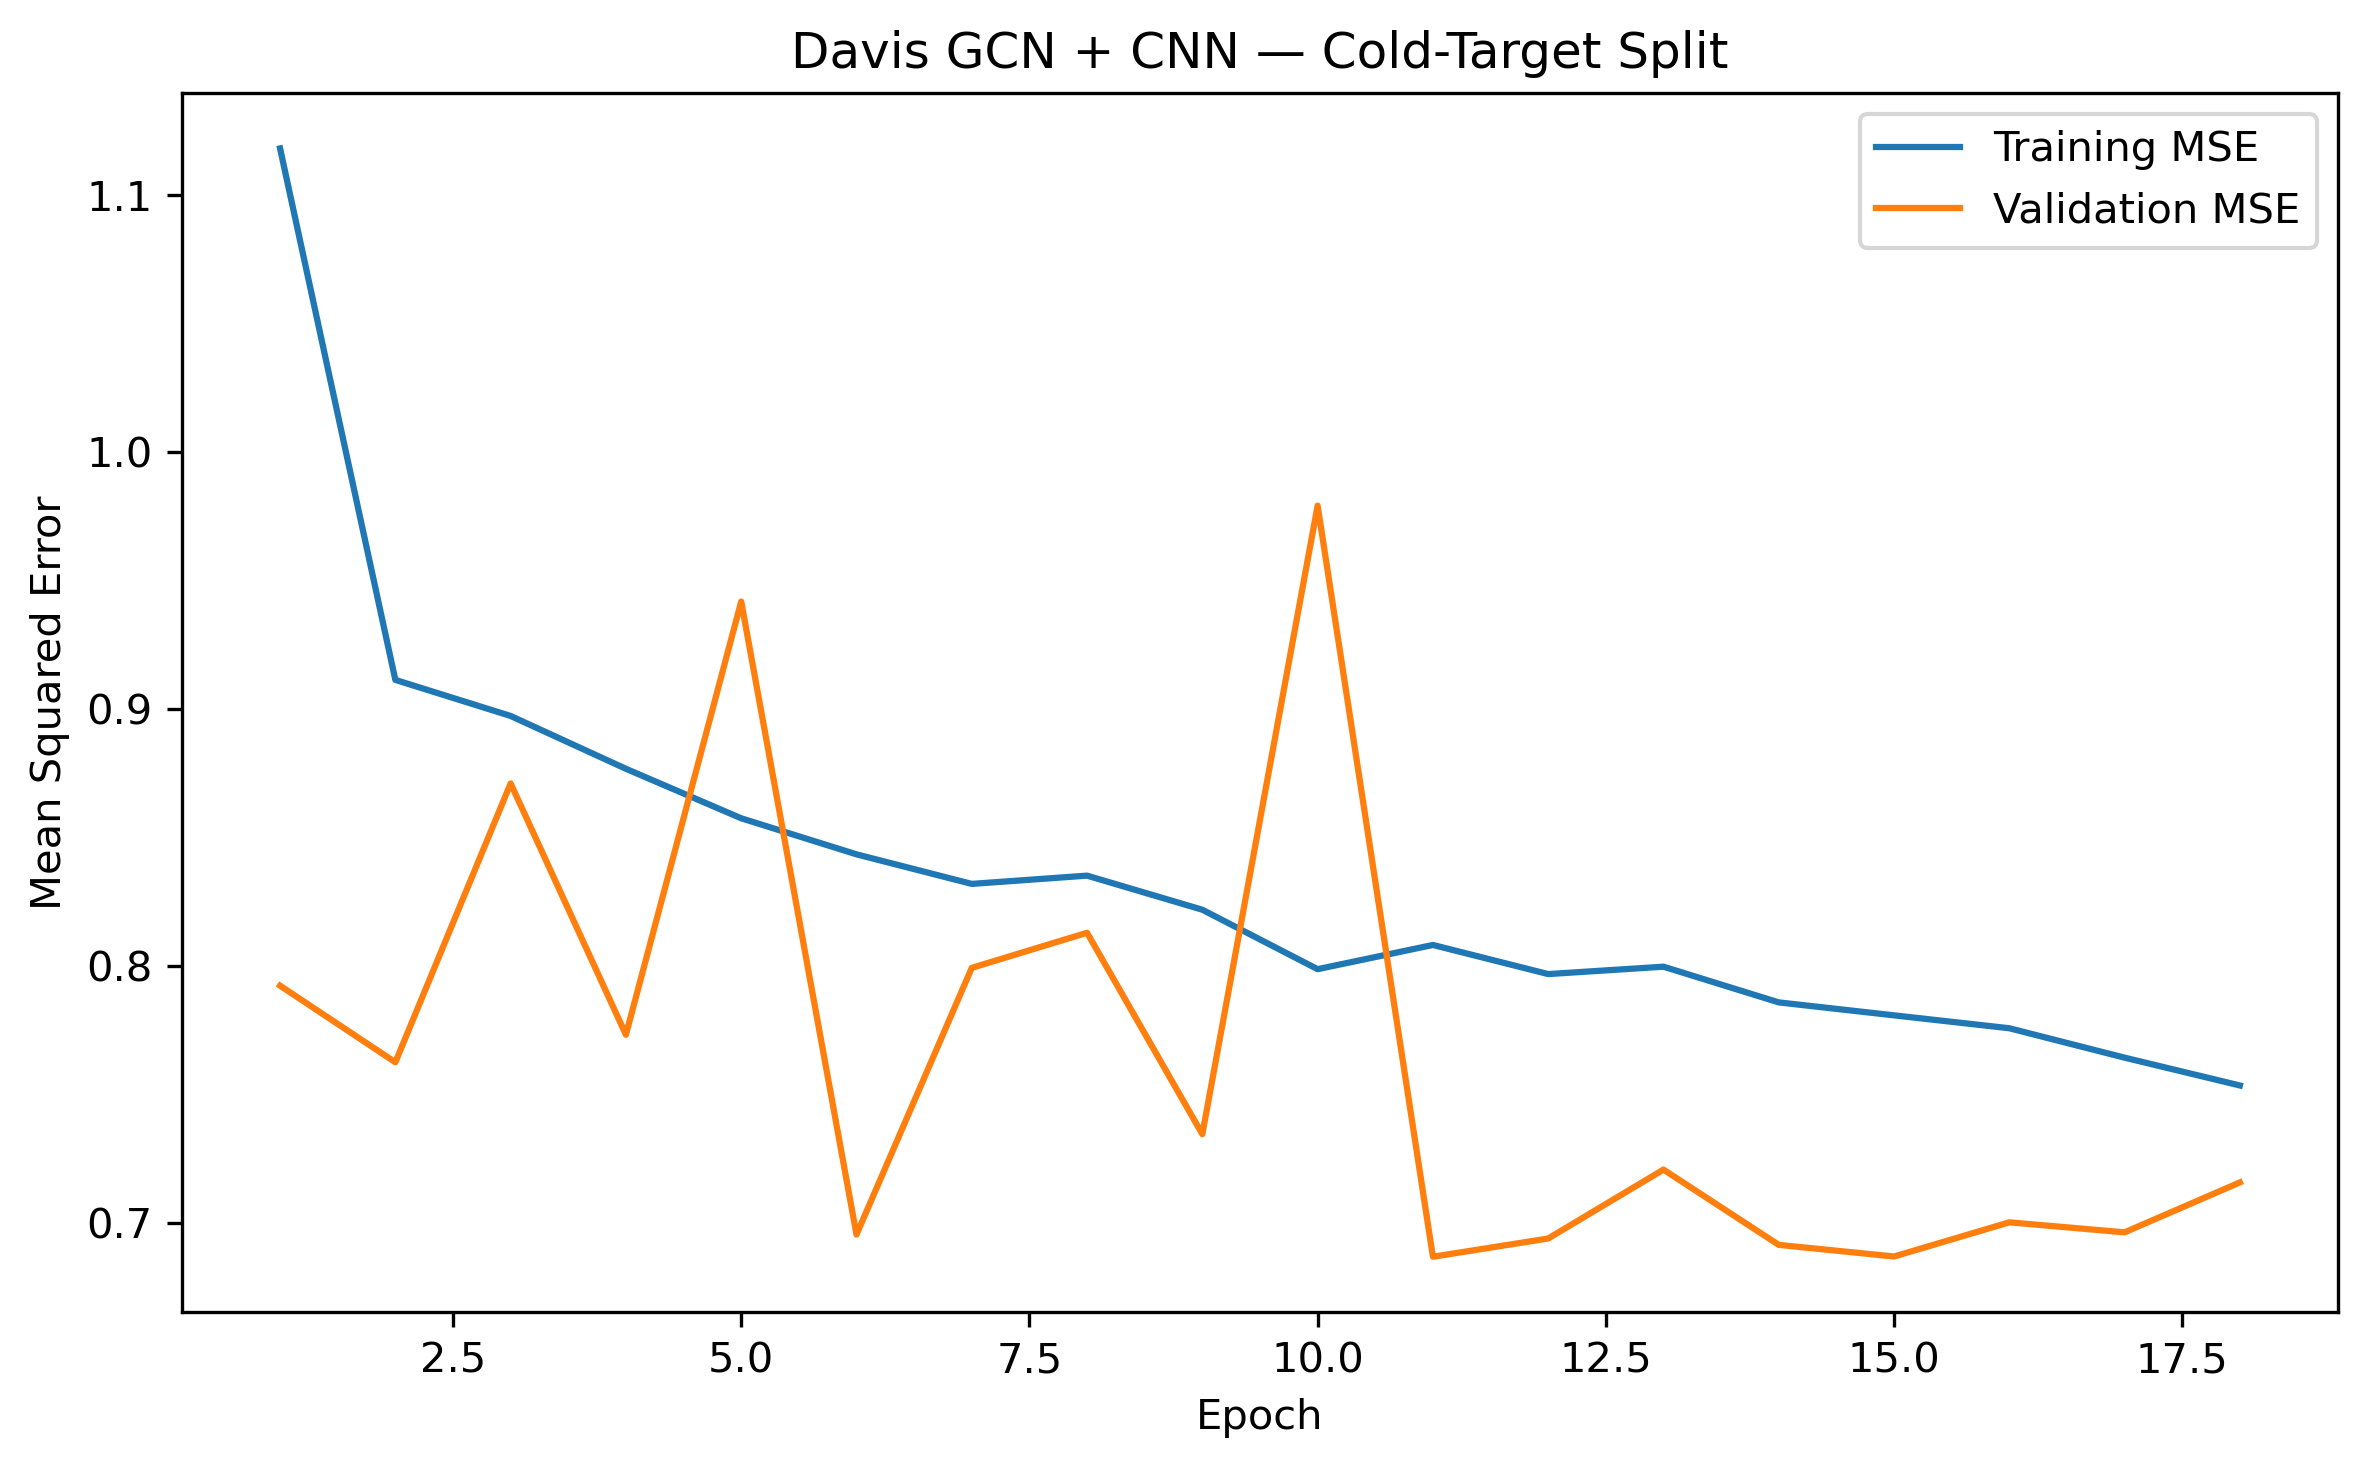 Davis GCN + CNN — Cold-Target Split
Training MSE
Validation MSE
Mean Squared Error
1.1
1.0
0.9
0.8
0.7
2.5
5.0
7.5
10.0
12.5
15.0
17.5
Epoch